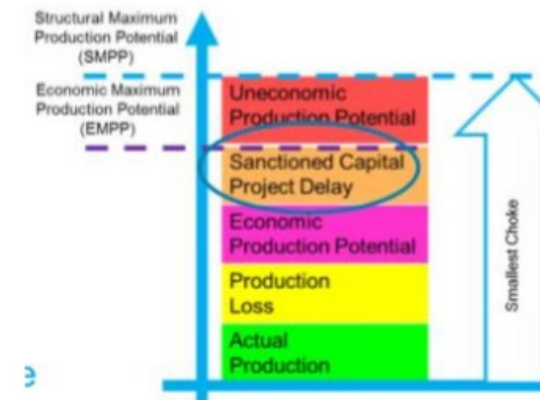 Structural Maximum
Production Potential
(SMPP)
Economic Maximum
Production Potential
(EMPP)
Uneconomic
Production Potential
Sanctioned Capital
Project Delay
Economic
Production Potential
Production
Loss
Actual
Production
Smallest Choke
e